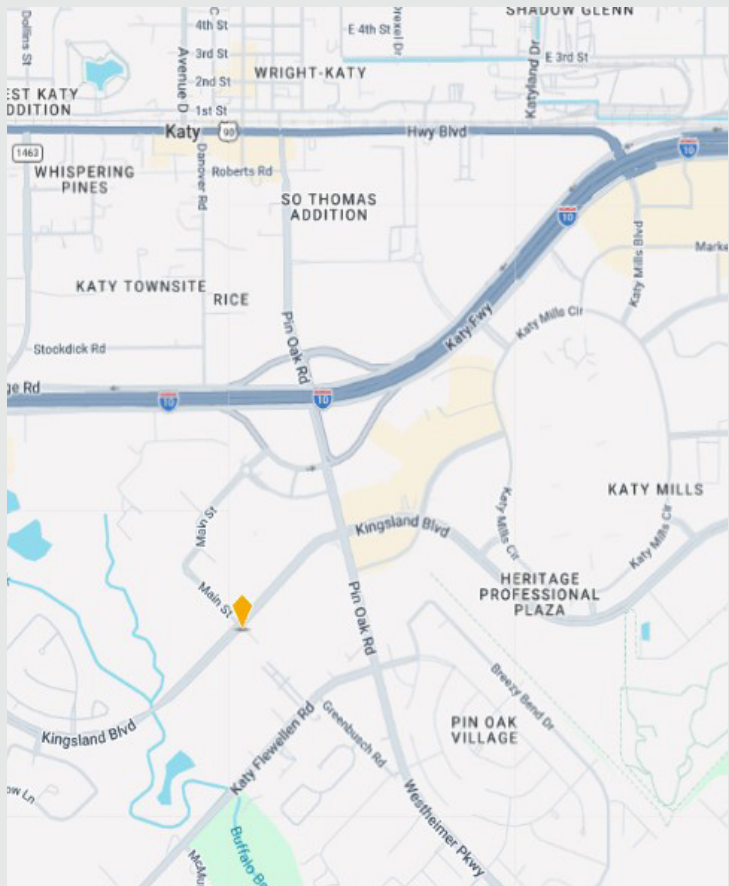 SHADOW GLENN
Dollins St
4th St
E 4th St
3rd St
E 3rd St
Avenue D
WRIGHT-KATY
2nd St
Katyland Dr
1st St
Katy
90
Hwy Blvd
10
1463
WHISPERING
PINES
Danover Rd
Roberts Rd
SO THOMAS
ADDITION
10
Katy Mills Blvd
KATY TOWNSITE
RICE
Katy Mills Cir
Pin Oak Rd
Katy Fwy
Stockdick Rd
10
10
Main St
Kingsland Blvd
Katy Mills Cir
KATY MILLS
Katy Mills Cir
HERITAGE
PROFESSIONAL
PLAZA
Main St
Pin Oak Rd
Breezy Bend Dr
Kingsland Blvd
Katy Flewellen Rd
Greenbusch Rd
PIN OAK
VILLAGE
Westheimer Pkwy
Buffalo